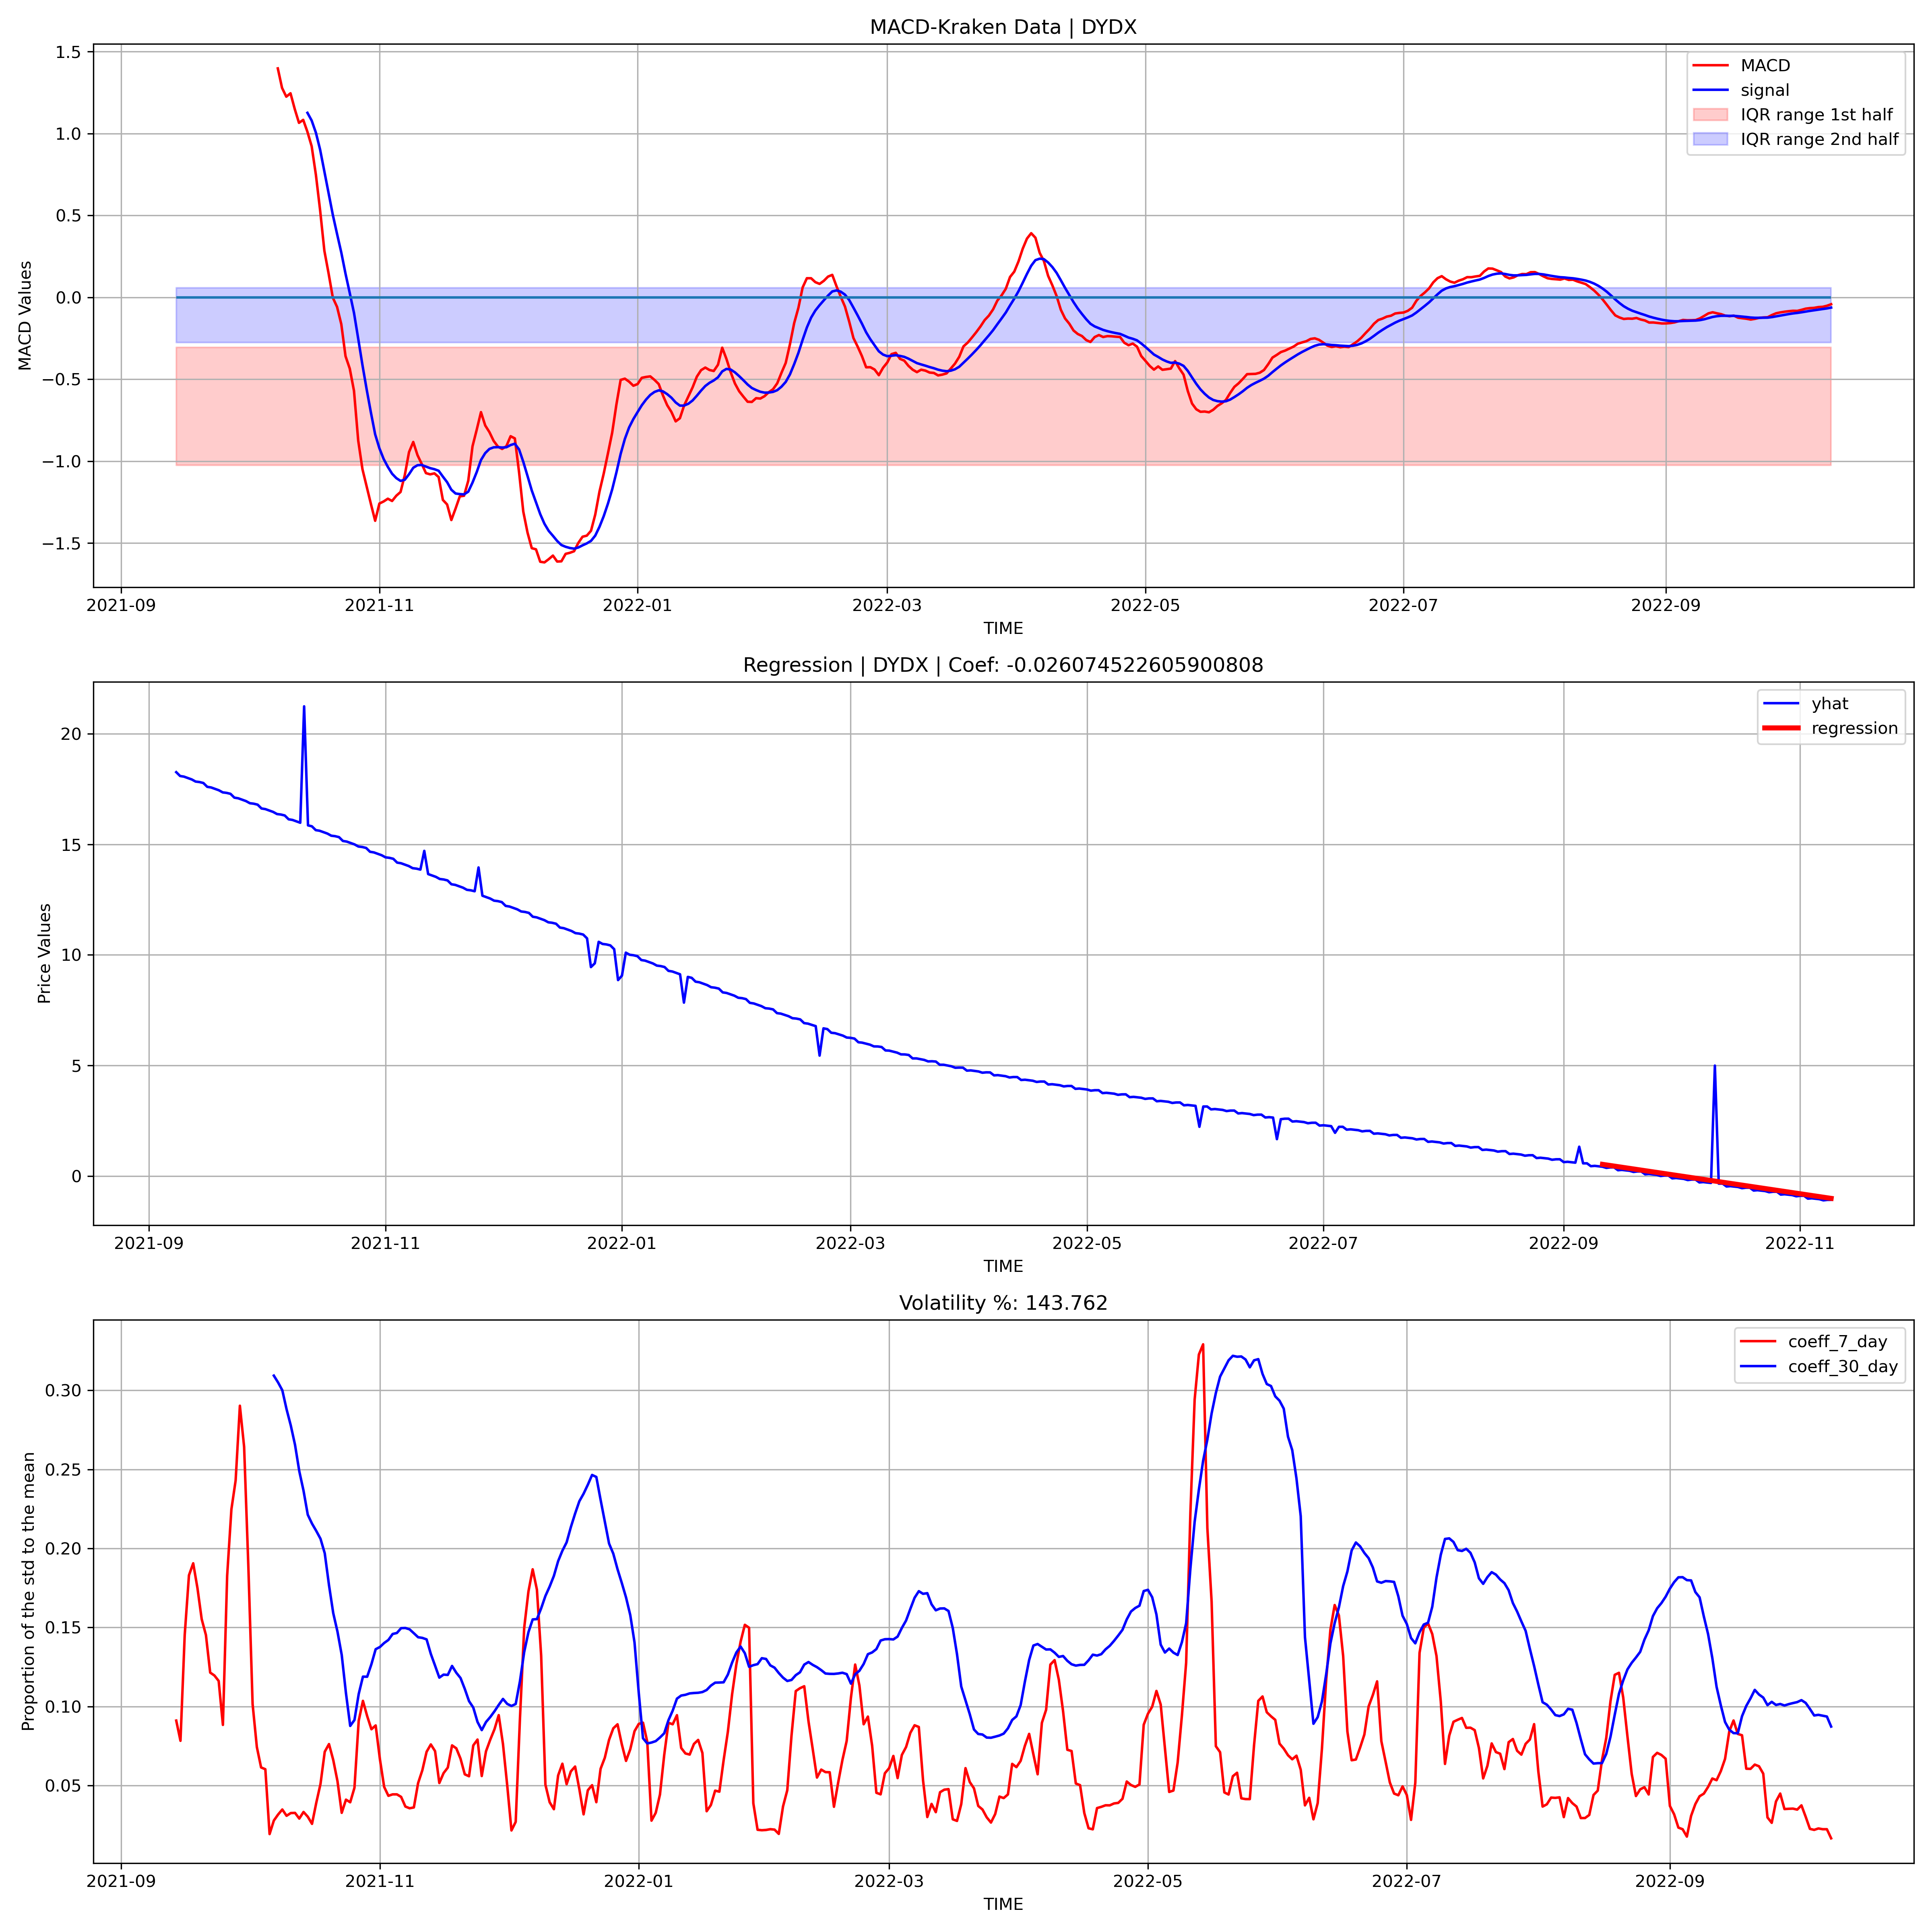 MACD-Kraken Data | DYDX
1.5
1.0
0.5
0.0
−0.5
−1.0
−1.5
MACD Values
MACD
signal
IQR range 1st half
IQR range 2nd half
2021-09 2021-11 2022-01 2022-03 2022-05 2022-07 2022-09
TIME
Regression | DYDX | Coef: -0.026074522605900808
20
15
10
5
0
Price Values
yhat
regression
2021-09 2021-11 2022-01 2022-03 2022-05 2022-07 2022-09 2022-11
TIME
Volatility %: 143.762
0.30
0.25
0.20
0.15
0.10
0.05
Proportion of the std to the mean
coeff_7_day
coeff_30_day
2021-09 2021-11 2022-01 2022-03 2022-05 2022-07 2022-09
TIME